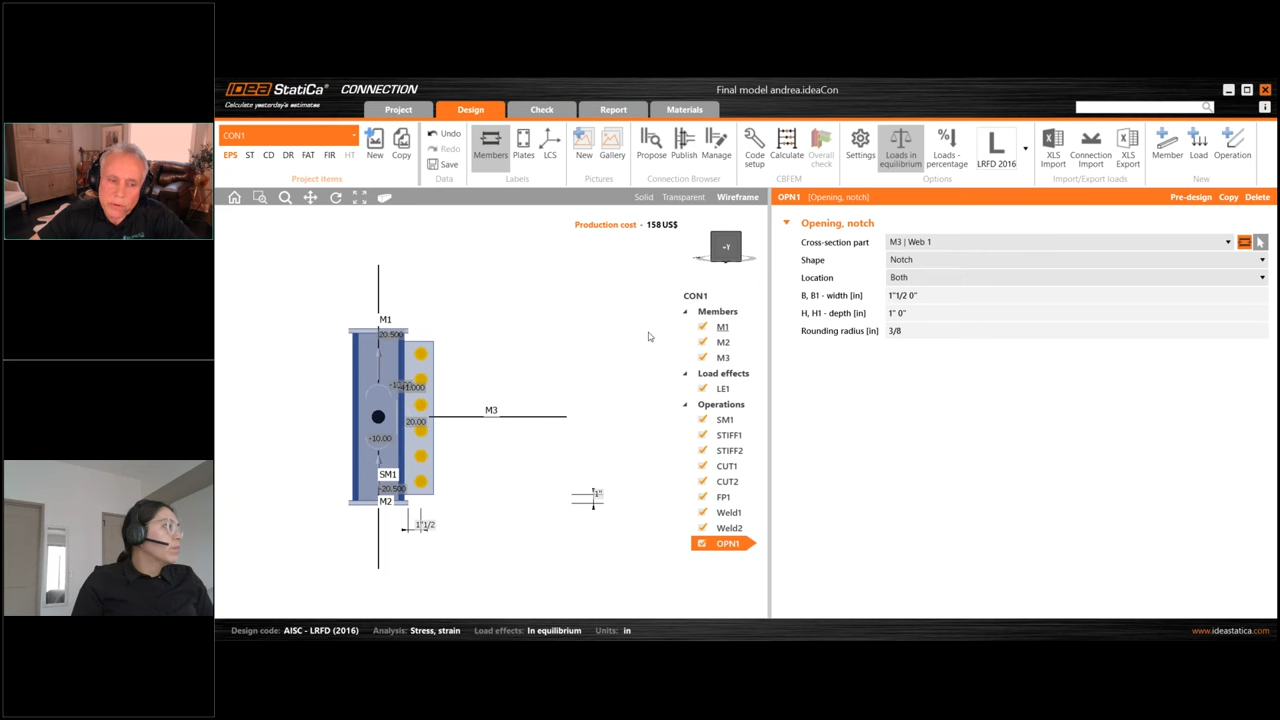 IDEA StatiCa® CONNECTION
Calculate yesterday's estimates
Final model andrea.ideaCon
Project Design Check Report Materials
CON1
EPS ST CD DR FAT FIR HT
Project items
New Copy
Undo
Redo
Save
Data
Members Plates LCS
Labels
New Gallery
Pictures
Propose Publish Manage
Connection Browser
Code setup Calculate Overall check
CBFEM
Settings Loads in equilibrium Loads - percentage LRFD 2016
Options
XLS Import Connection Import XLS Export
Import/Export loads
Member Load Operation
New
Solid Transparent Wireframe
OPN1 [Opening, notch] Pre-design Copy Delete
Production cost - 158 US$
+Y
M1
20.500
-41.000
20.00
-10.00
SM1
-20.500
M2
M3
1"1/2
1"
CON1
Members
M1
M2
M3
Load effects
LE1
Operations
SM1
STIFF1
STIFF2
CUT1
CUT2
FP1
Weld1
Weld2
OPN1
Opening, notch
Cross-section part M3 | Web 1
Shape Notch
Location Both
B, B1 - width [in] 1"1/2 0"
H, H1 - depth [in] 1" 0"
Rounding radius [in] 3/8
Design code: AISC - LRFD (2016) Analysis: Stress, strain Load effects: In equilibrium Units: in
www.ideastatica.com